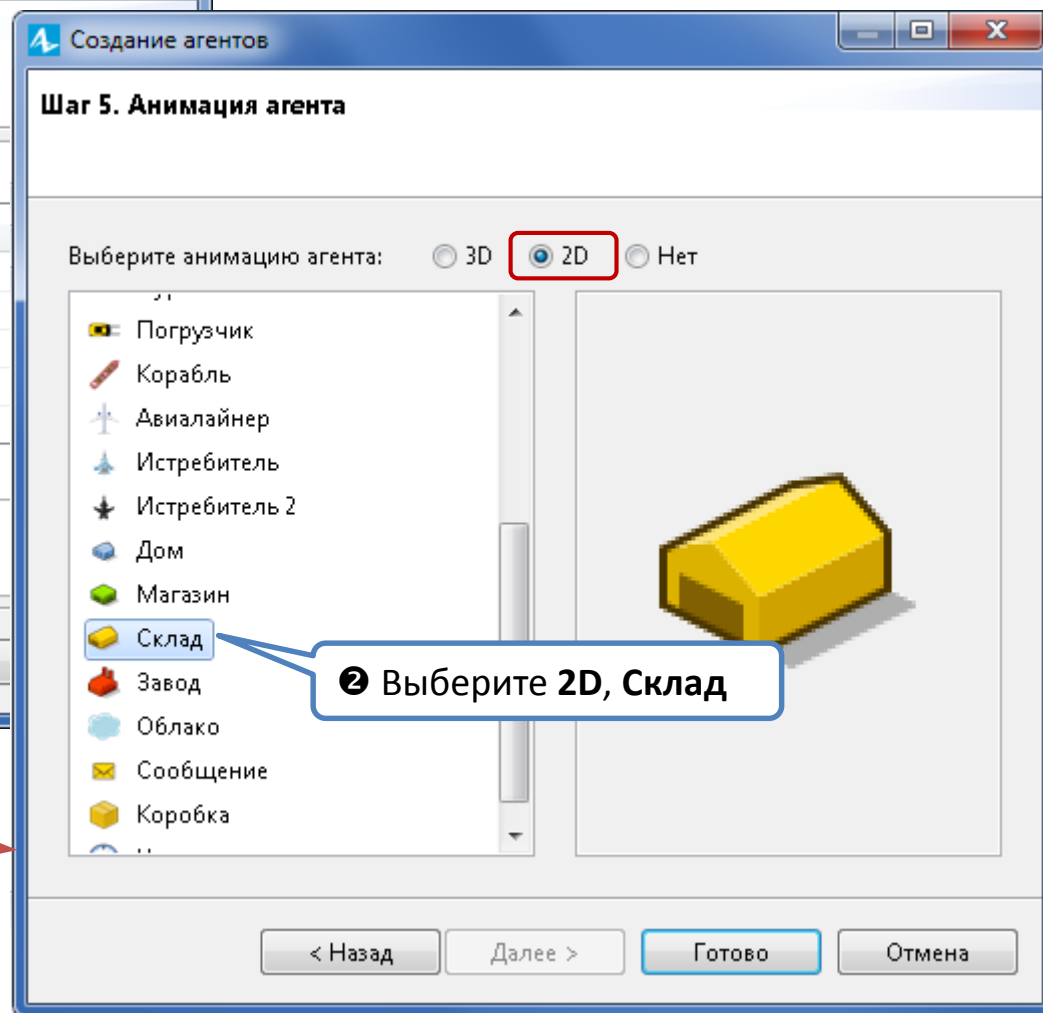 Создание агентов
Шаг 5. Анимация агента
Выберите анимацию агента: 3D 2D Нет
Погрузчик
Корабль
Авиалайнер
Истребитель
Истребитель 2
Дом
Магазин
Склад
❷ Выберите 2D, Склад
Завод
Облако
Сообщение
Коробка
< Назад Далее > Готово Отмена